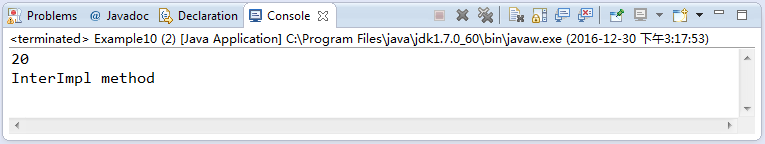 Problems @ Javadoc Declaration Console
<terminated> Example10 (2) [Java Application] C:\Program Files\java\jdk1.7.0_60\bin\javaw.exe (2016-12-30 下午3:17:53)
20
InterImpl method